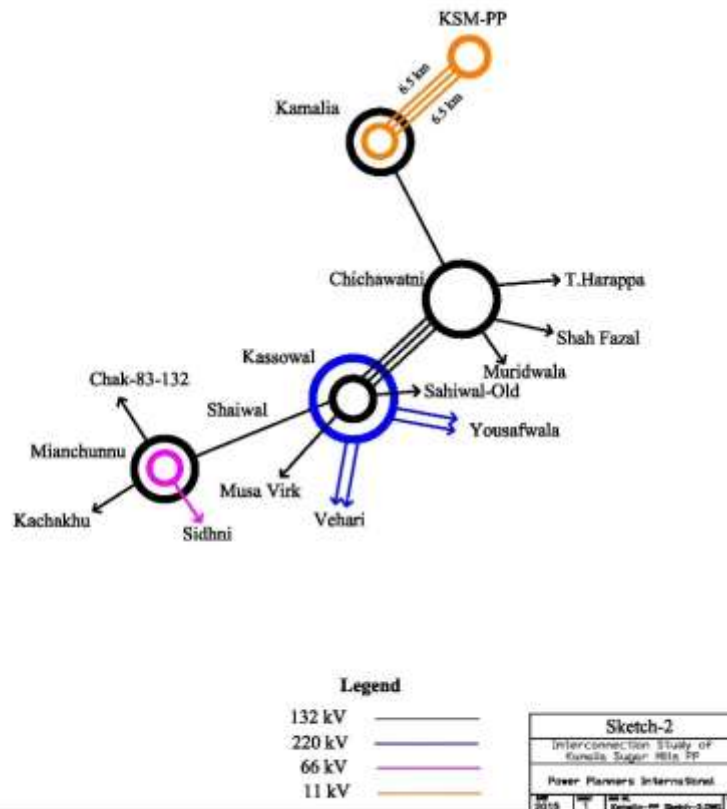 KSM-PP
6.5 km
6.5 km
Kamalia
Chichawatni
T.Harappa
Shah Fazal
Muridwala
Kassowal
Sahiwal-Old
Yousafwala
Chak-83-132
Shaiwal
Mianchunnu
Musa Virk
Kachakhu
Sidhni
Vehari
Legend
132 kV
220 kV
66 kV
11 kV
Sketch-2
Interconnection Study of
Sugar Mills PP
Power Planners International
2015